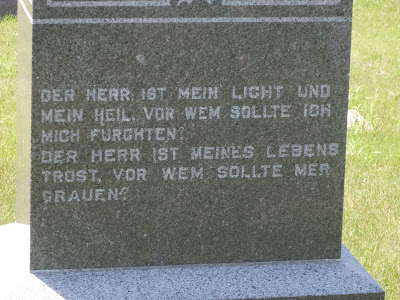 DER HERR IST MEIN LICHT UND
MEIN HEIL, VOR WEM SOLLTE ICH
MICH FURCHTEN?
DER HERR IST MEINES LEBENS
TROST, VOR WEM SOLLTE MER
GRAUEN?